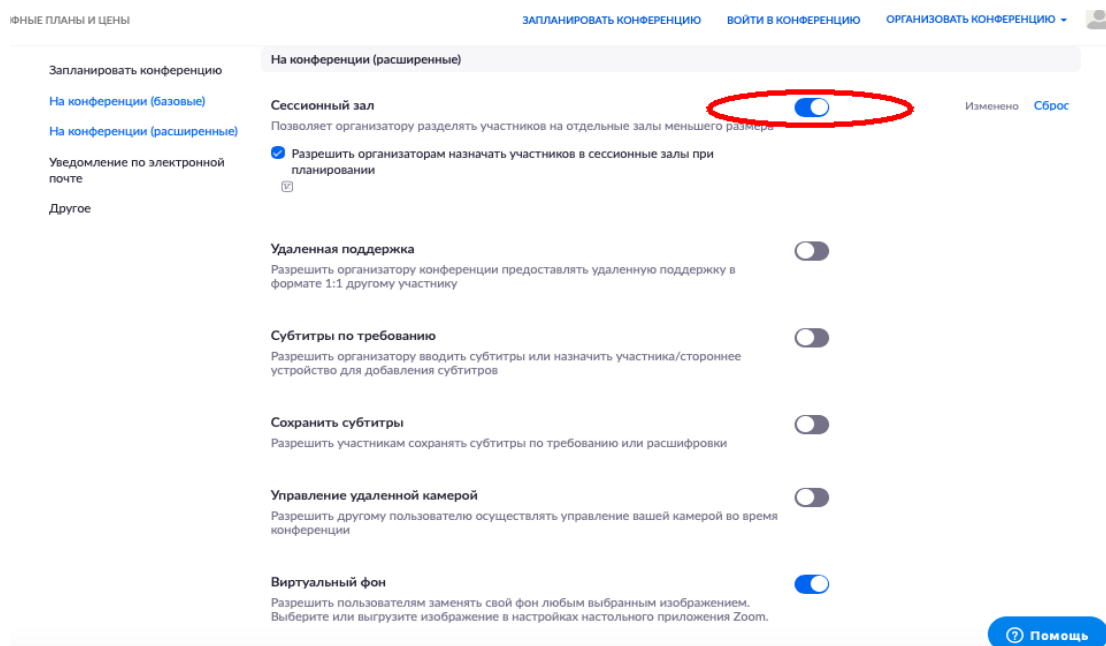 ФНЫЕ ПЛАНЫ И ЦЕНЫ
ЗАПЛАНИРОВАТЬ КОНФЕРЕНЦИЮ
ВОЙТИ В КОНФЕРЕНЦИЮ
ОРГАНИЗОВАТЬ КОНФЕРЕНЦИЮ
Запланировать конференцию
На конференции (базовые)
На конференции (расширенные)
Уведомление по электронной
почте
Другое
На конференции (расширенные)
Сессионный зал
Изменено Сброс
Позволяет организатору разделять участников на отдельные залы меньшего размера
Разрешить организаторам назначать участников в сессионные залы при
планировании
Удаленная поддержка
Разрешить организатору конференции предоставлять удаленную поддержку в
формате 1:1 другому участнику
Субтитры по требованию
Разрешить организатору вводить субтитры или назначить участника/стороннее
устройство для добавления субтитров
Сохранить субтитры
Разрешить участникам сохранять субтитры по требованию или расшифровки
Управление удаленной камерой
Разрешить другому пользователю осуществлять управление вашей камерой во время
конференции
Виртуальный фон
Разрешить пользователям заменять свой фон любым выбранным изображением.
Выберите или выгрузите изображение в настройках настольного приложения Zoom.
Помощь